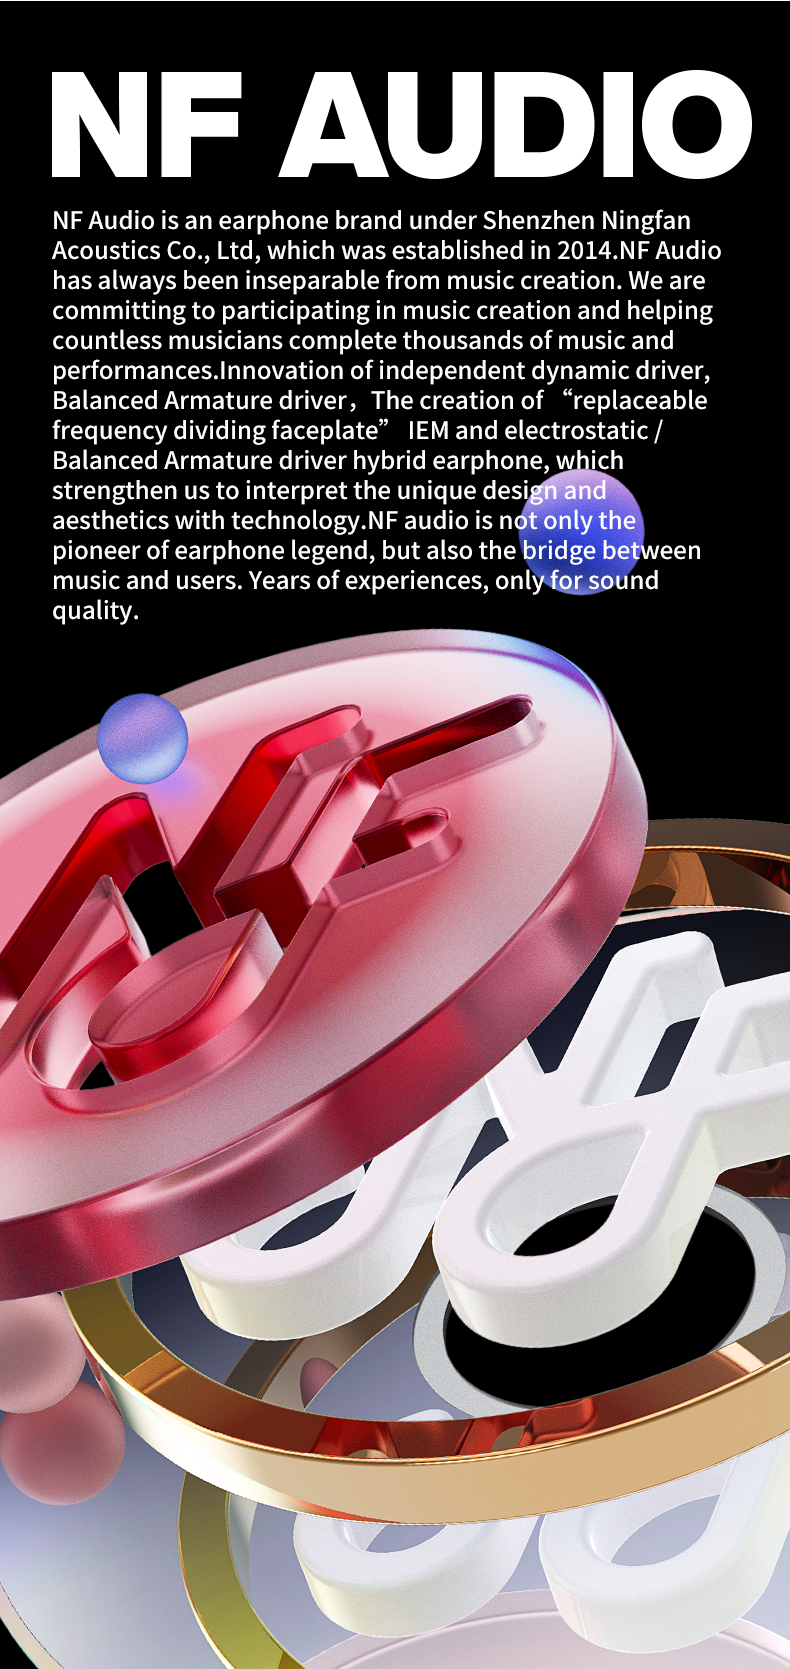 NF AUDIO
NF Audio is an earphone brand under Shenzhen Ningfan
Acoustics Co., Ltd, which was established in 2014.NF Audio
has always been inseparable from music creation. We are
committing to participating in music creation and helping
countless musicians complete thousands of music and
performances.Innovation of independent dynamic driver,
Balanced Armature driver，The creation of “replaceable
frequency dividing faceplate” IEM and electrostatic /
Balanced Armature driver hybrid earphone, which
strengthen us to interpret the unique design and
aesthetics with technology.NF audio is not only the
pioneer of earphone legend, but also the bridge between
music and users. Years of experiences, only for sound
quality.